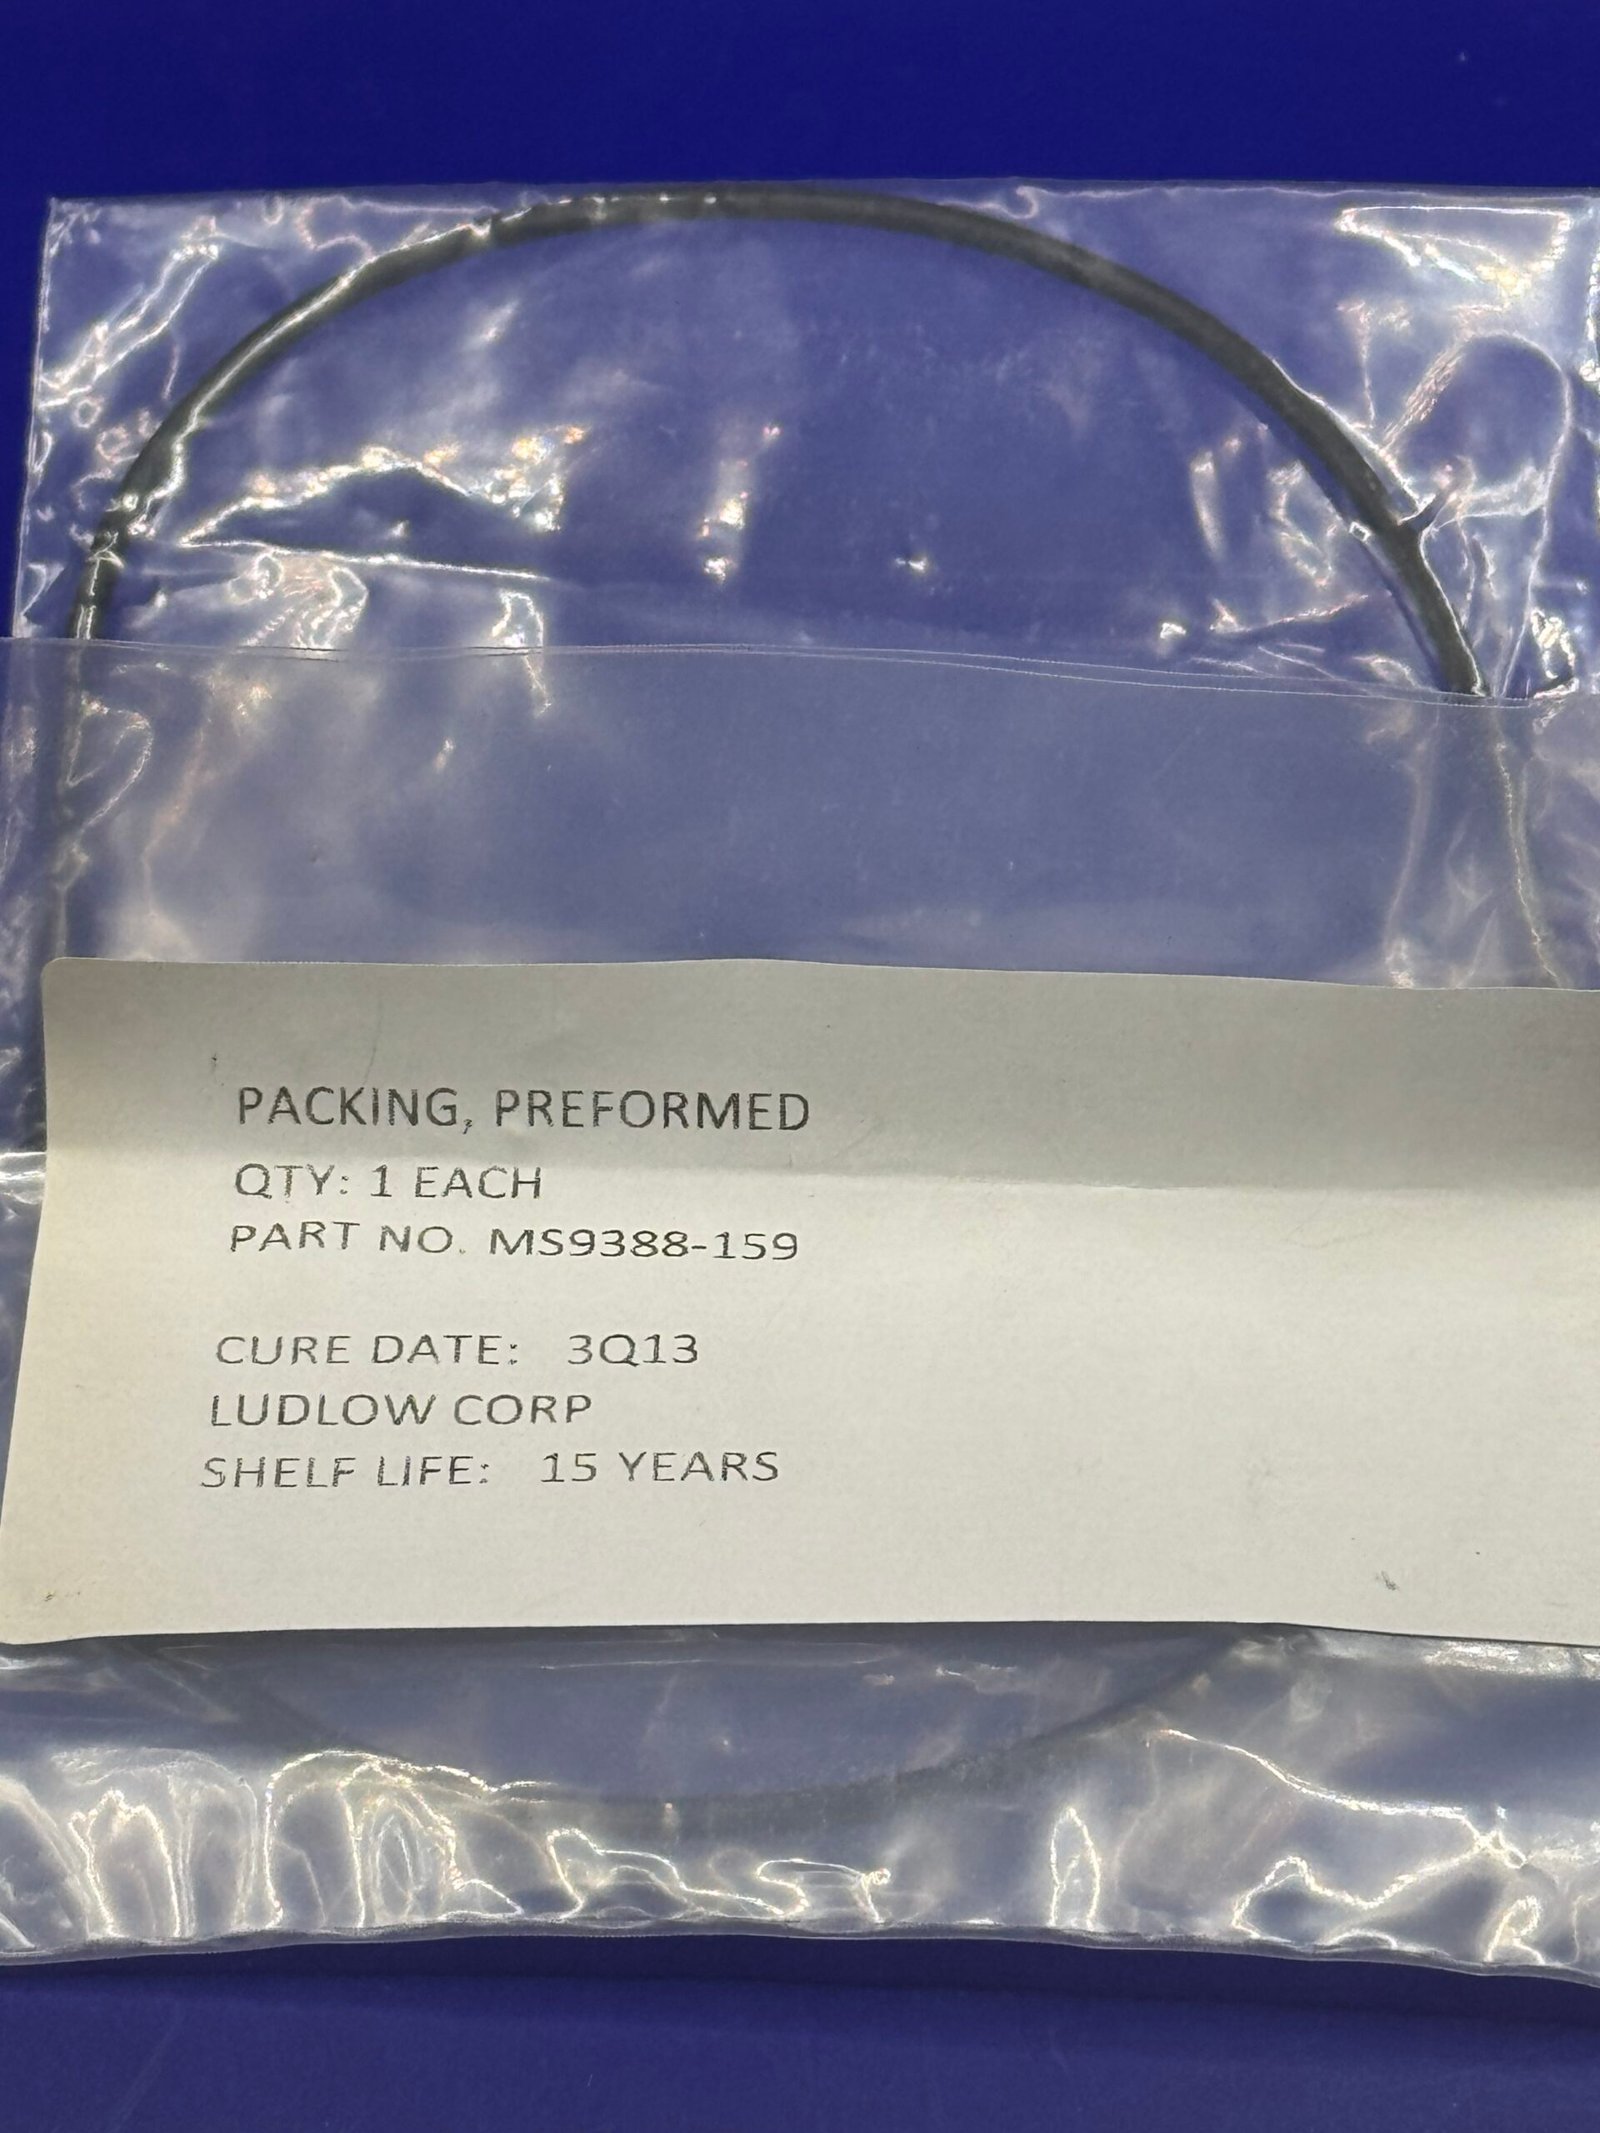 PACKING, PREFORMED
QTY: 1 EACH
PART NO. MS9388-159
CURE DATE: 3Q13
LUDLOW CORP
SHELF LIFE: 15 YEARS